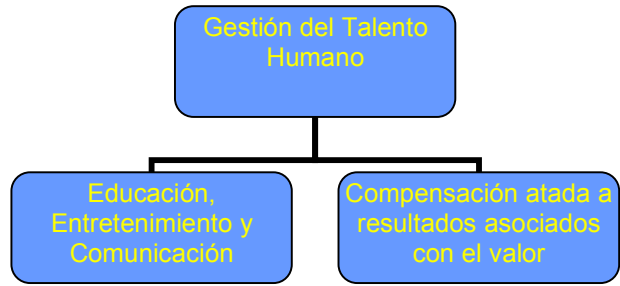 Gestión del Talento
Humano
Educación,
Entretenimiento y
Comunicación
Compensación atada a
resultados asociados
con el valor